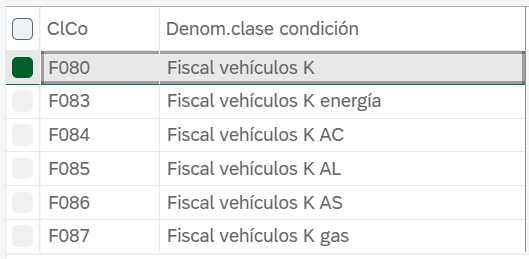 ClCo Denom.clase condición
F080 Fiscal vehículos K
F083 Fiscal vehículos K energía
F084 Fiscal vehículos K AC
F085 Fiscal vehículos K AL
F086 Fiscal vehículos K AS
F087 Fiscal vehículos K gas